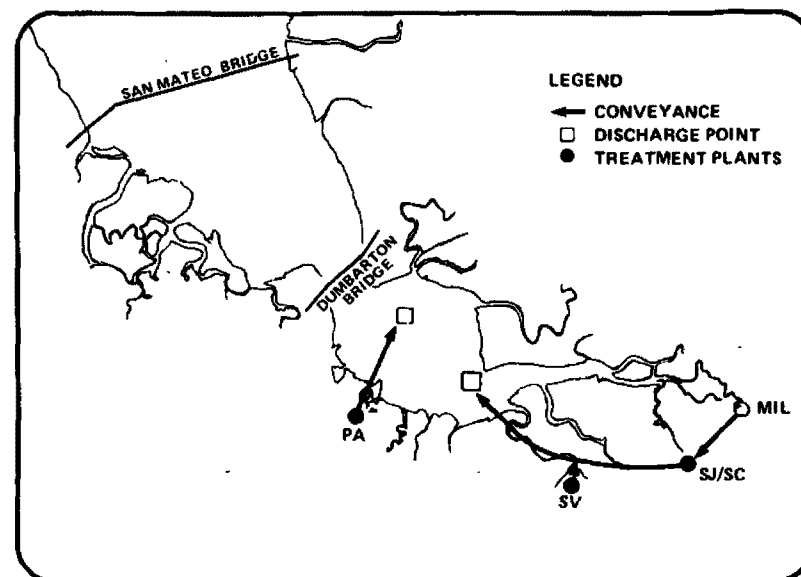 SAN MATEO BRIDGE
LEGEND
CONVEYANCE
DISCHARGE POINT
TREATMENT PLANTS
DUMBARTON
BRIDGE
PA
MIL
SJ/SC
SV